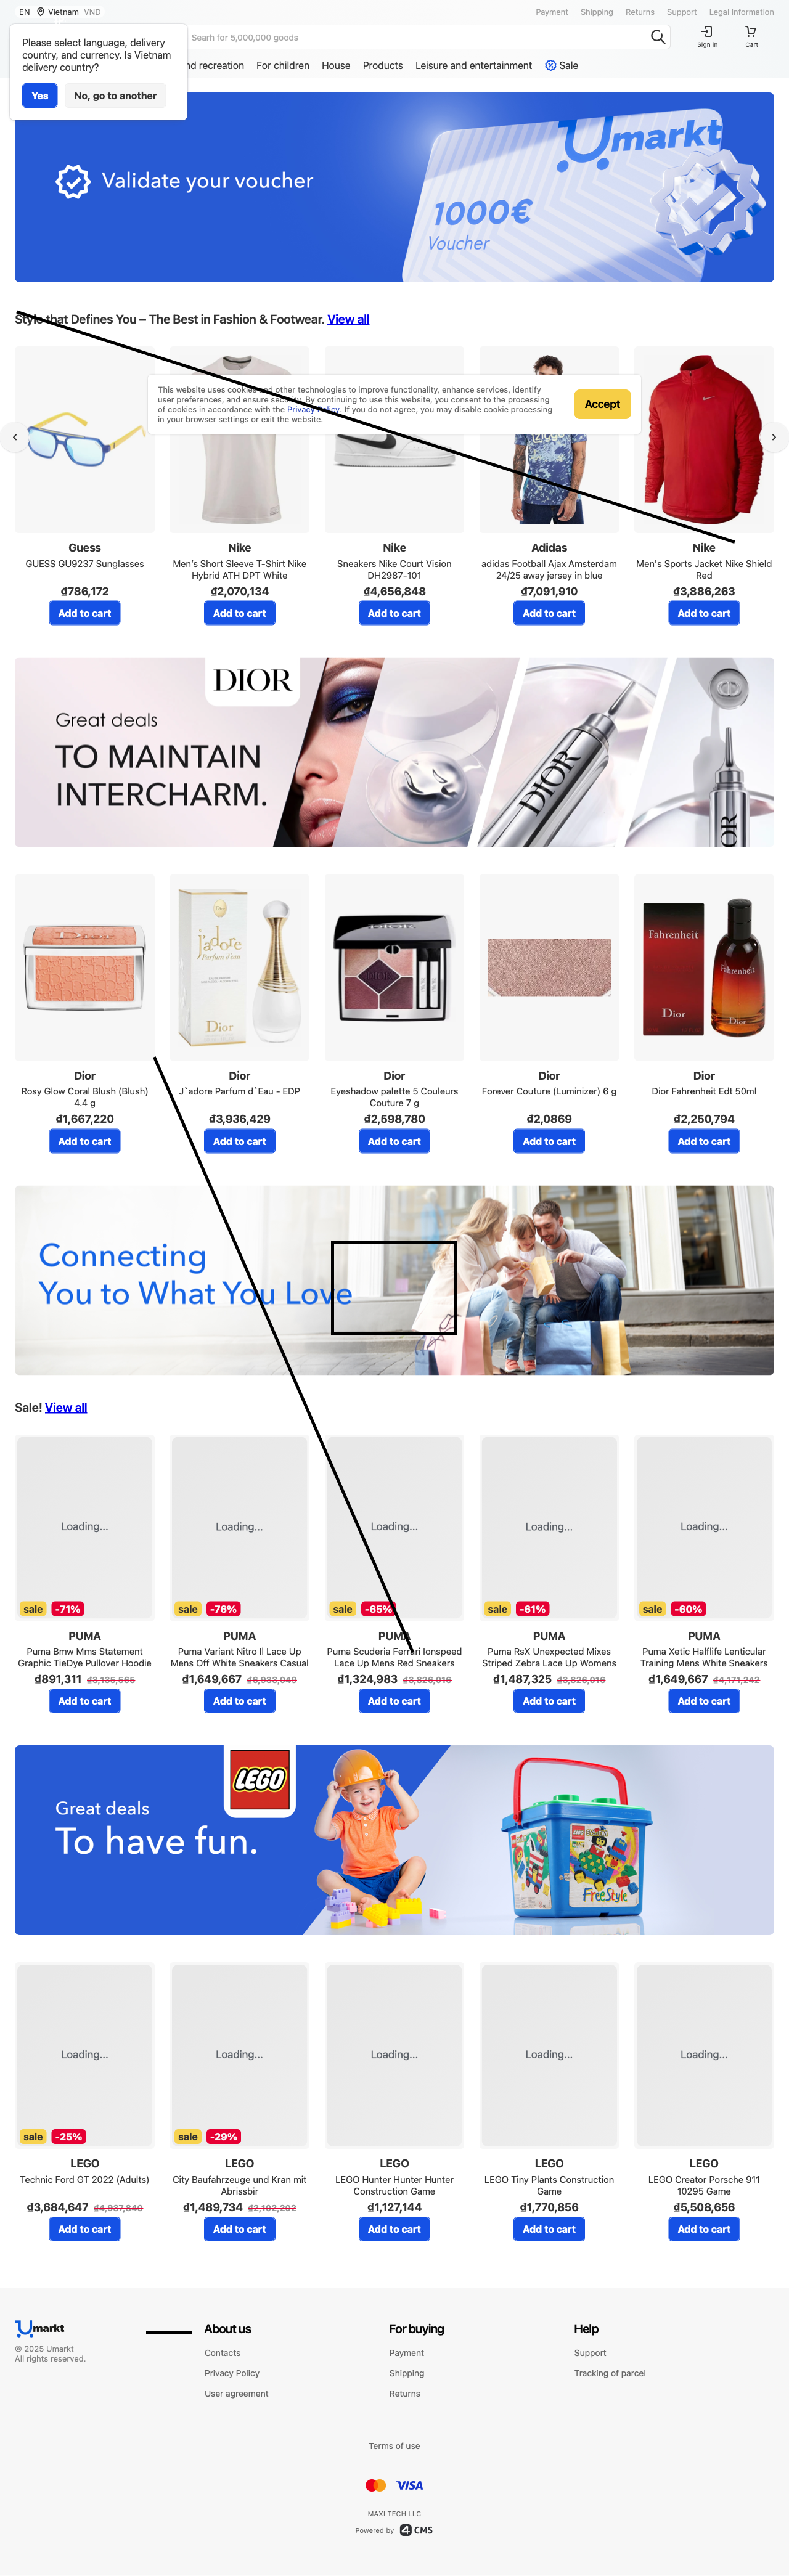 EN Vietnam VND Payment Shipping Returns Support Legal Information
Please select language, delivery
country, and currency. Is Vietnam
delivery country?
Yes No, go to another
Searh for 5,000,000 goods
Sign in Cart
nd recreation For children House Products Leisure and entertainment Sale
Validate your voucher
Umarkt
1000€
Voucher
Style that Defines You – The Best in Fashion & Footwear. View all
This website uses cookies and other technologies to improve functionality, enhance services, identify
user preferences, and ensure security. By continuing to use this website, you consent to the processing
of cookies in accordance with the Privacy Policy. If you do not agree, you may disable cookie processing
in your browser settings or exit the website.
Accept
Guess
GUESS GU9237 Sunglasses
₫786,172
Add to cart
Nike
Men's Short Sleeve T-Shirt Nike
Hybrid ATH DPT White
₫2,070,134
Add to cart
Nike
Sneakers Nike Court Vision
DH2987-101
₫4,656,848
Add to cart
Adidas
adidas Football Ajax Amsterdam
24/25 away jersey in blue
₫7,091,910
Add to cart
Nike
Men's Sports Jacket Nike Shield
Red
₫3,886,263
Add to cart
DIOR
Great deals
TO MAINTAIN
INTERCHARM.
DIOR
Dior
j'adore
Parfum d'eau
Dior
Fahrenheit
Dior
Fahrenheit
Dior
Dior
Rosy Glow Coral Blush (Blush)
4.4 g
₫1,667,220
Add to cart
Dior
J`adore Parfum d`Eau - EDP
₫3,936,429
Add to cart
Dior
Eyeshadow palette 5 Couleurs
Couture 7 g
₫2,598,780
Add to cart
Dior
Forever Couture (Luminizer) 6 g
₫2,0869
Add to cart
Dior
Dior Fahrenheit Edt 50ml
₫2,250,794
Add to cart
Connecting
You to What You Love
Sale! View all
Loading...
sale -71%
PUMA
Puma Bmw Mms Statement
Graphic TieDye Pullover Hoodie
₫891,311 ₫3,135,565
Add to cart
Loading...
sale -76%
PUMA
Puma Variant Nitro II Lace Up
Mens Off White Sneakers Casual
₫1,649,667 ₫6,933,049
Add to cart
Loading...
sale -65%
PUMA
Puma Scuderia Ferrari Ionspeed
Lace Up Mens Red Sneakers
₫1,324,983 ₫3,826,016
Add to cart
Loading...
sale -61%
PUMA
Puma RsX Unexpected Mixes
Striped Zebra Lace Up Womens
₫1,487,325 ₫3,826,016
Add to cart
Loading...
sale -60%
PUMA
Puma Xetic Halflife Lenticular
Training Mens White Sneakers
₫1,649,667 ₫4,171,242
Add to cart
LEGO
Great deals
To have fun.
FreeStyle
Loading...
sale -25%
LEGO
Technic Ford GT 2022 (Adults)
₫3,684,647 ₫4,937,840
Add to cart
Loading...
sale -29%
LEGO
City Baufahrzeuge und Kran mit
Abrissbir
₫1,489,734 ₫2,102,202
Add to cart
Loading...
LEGO
LEGO Hunter Hunter Hunter
Construction Game
₫1,127,144
Add to cart
Loading...
LEGO
LEGO Tiny Plants Construction
Game
₫1,770,856
Add to cart
Loading...
LEGO
LEGO Creator Porsche 911
10295 Game
₫5,508,656
Add to cart
Umarkt
© 2025 Umarkt
All rights reserved.
About us
Contacts
Privacy Policy
User agreement
For buying
Payment
Shipping
Returns
Help
Support
Tracking of parcel
Terms of use
VISA
MAXI TECH LLC
Powered by 4 CMS